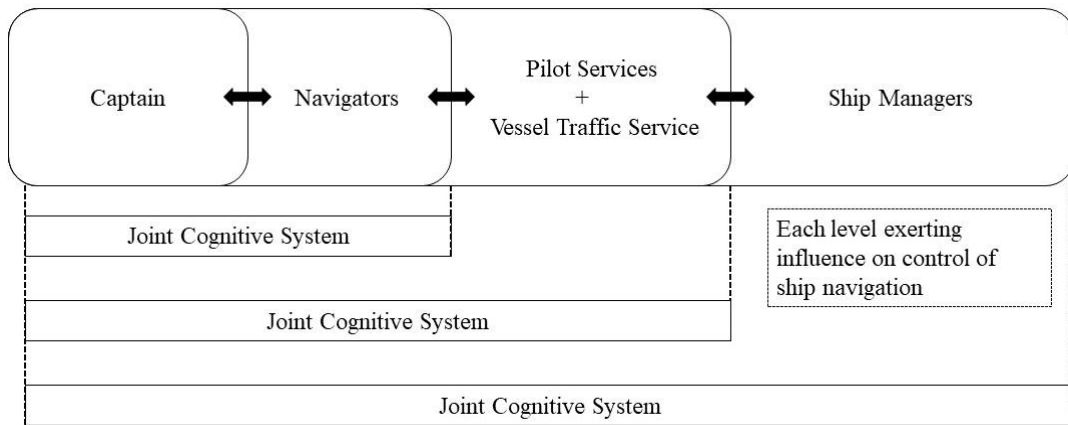 Captain
Navigators
Pilot Services
+
Vessel Traffic Service
Ship Managers
Joint Cognitive System
Each level exerting
influence on control of
ship navigation
Joint Cognitive System
Joint Cognitive System